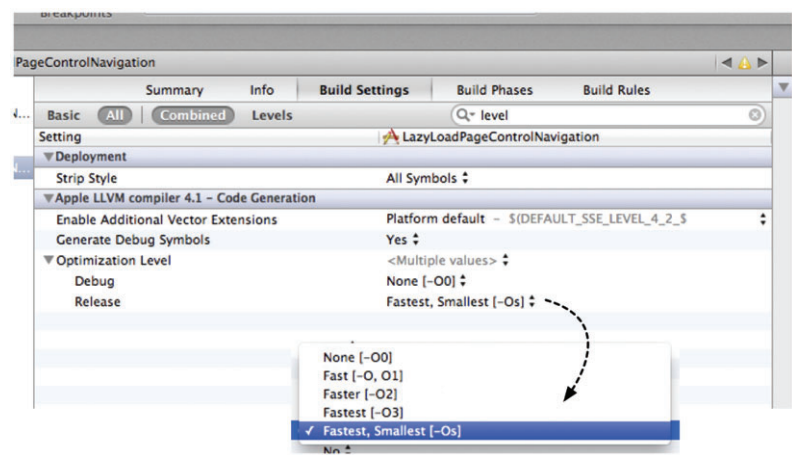 Breakpoints
PageControlNavigation
Summary Info Build Settings Build Phases Build Rules
N... Basic All Combined Levels level
Setting LazyLoadPageControlNavigation
Deployment
N...
Strip Style All Symbols
Apple LLVM compiler 4.1 – Code Generation
Enable Additional Vector Extensions Platform default – $(DEFAULT_SSE_LEVEL_4_2_$
Generate Debug Symbols Yes
Optimization Level <Multiple values>
Debug None [-O0]
Release Fastest, Smallest [-Os]
None [-O0]
Fast [-O, O1]
Faster [-O2]
Fastest [-O3]
✓ Fastest, Smallest [-Os]
No